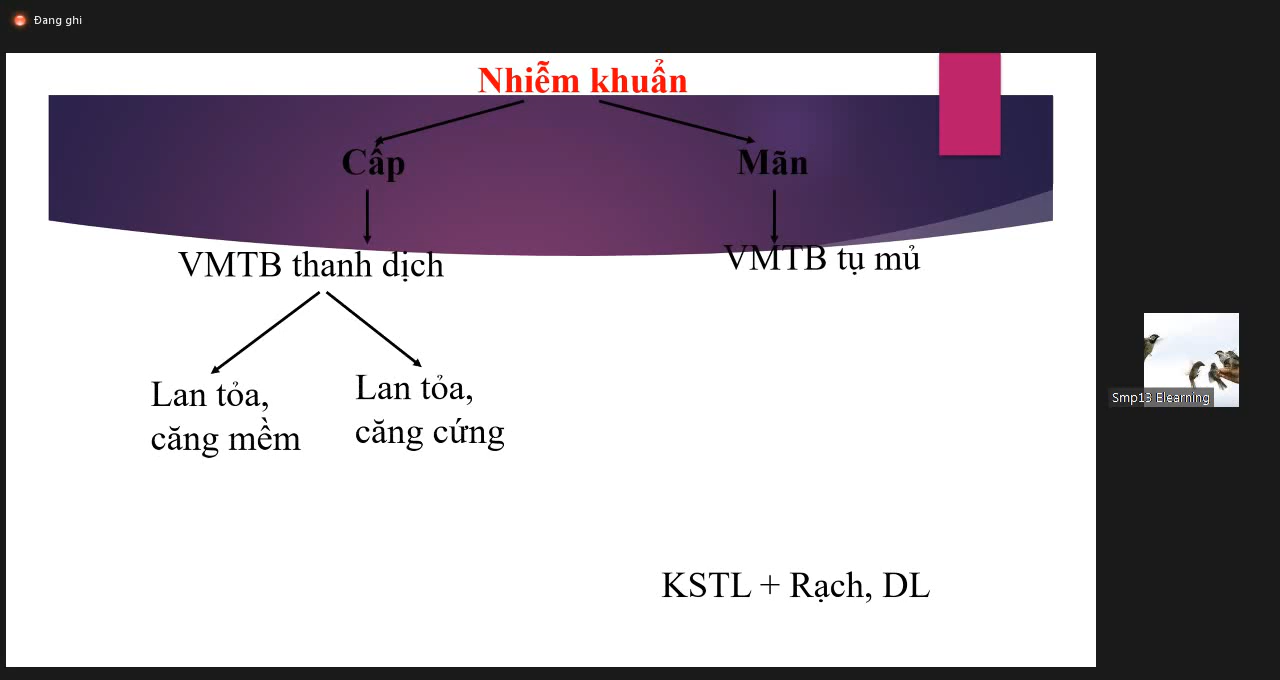 Đang ghi
Nhiễm khuẩn
Cấp
Mãn
VMTB thanh dịch
VMTB tụ mủ
Lan tỏa,
căng mềm
Lan tỏa,
căng cứng
Smp13 Elearning
KSTL + Rạch, DL